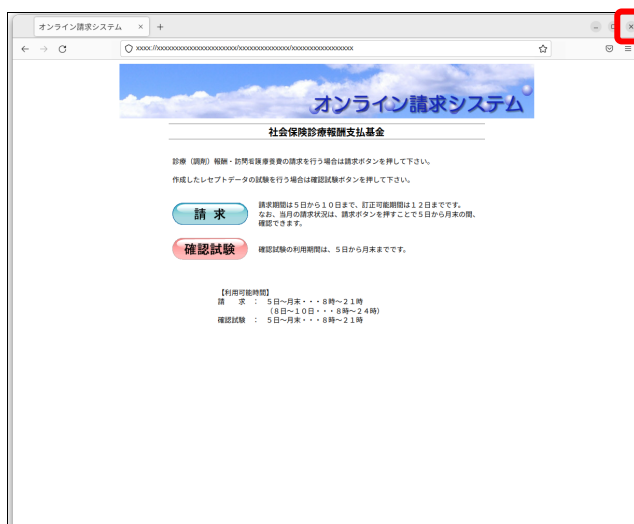 オンライン請求システム × +
xxxx://xxxxxxxxxxxxxxxxxxxxxxx/xxxxxxxxxxxxxx/xxxxxxxxxxxxxxxxxx
オンライン請求システム
社会保険診療報酬支払基金
診療（調剤）報酬・訪問看護療養費の請求を行う場合は請求ボタンを押して下さい。
作成したレセプトデータの試験を行う場合は確認試験ボタンを押して下さい。
請 求
請求期間は５日から１０日まで、訂正可能期間は１２日までです。
なお、当月の請求状況は、請求ボタンを押すことで５日から月末の間、
確認できます。
確認試験
確認試験の利用期間は、５日から月末までです。
【利用可能時間】
請　求　：　５日～月末・・・８時～２１時
（８日～１０日・・・８時～２４時）
確認試験　：　５日～月末・・・８時～２１時